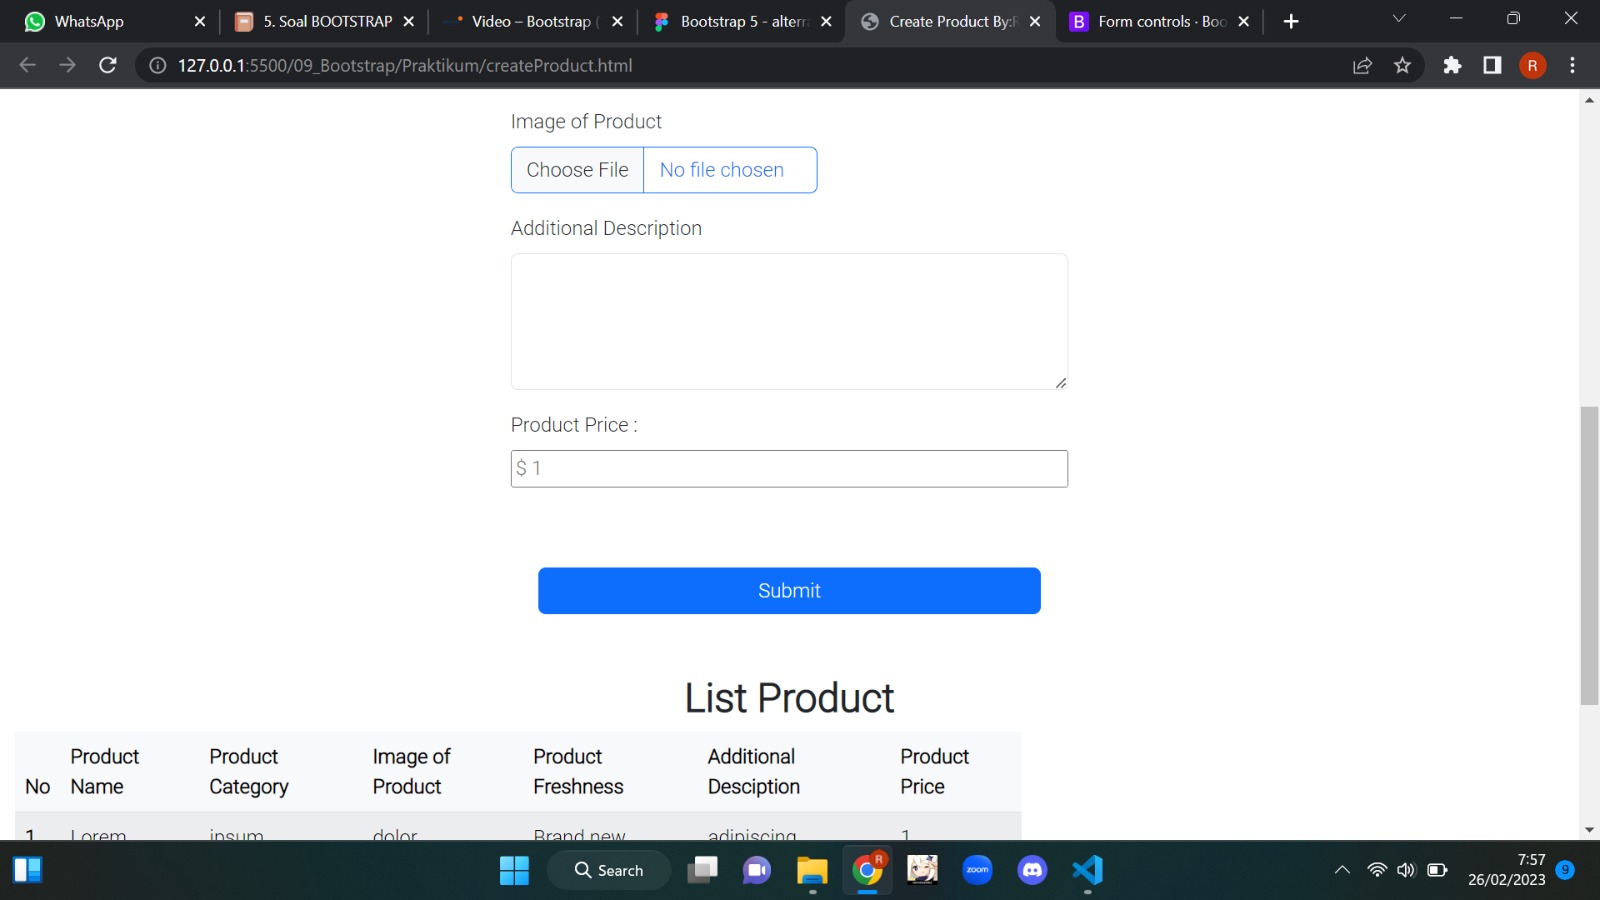 WhatsApp
5. Soal BOOTSTRAP
Video – Bootstrap (
Bootstrap 5 - altern
Create Product By:R
Form controls · Boo
127.0.0.1:5500/09_Bootstrap/Praktikum/createProduct.html
R
Image of Product
Choose File No file chosen
Additional Description
Product Price :
$ 1
Submit
List Product
No Product Name Product Category Image of Product Product Freshness Additional Desciption Product Price
1 Lorem ipsum dolor Brand new adipiscing 1
Search
R
zoom
7:57
26/02/2023
9